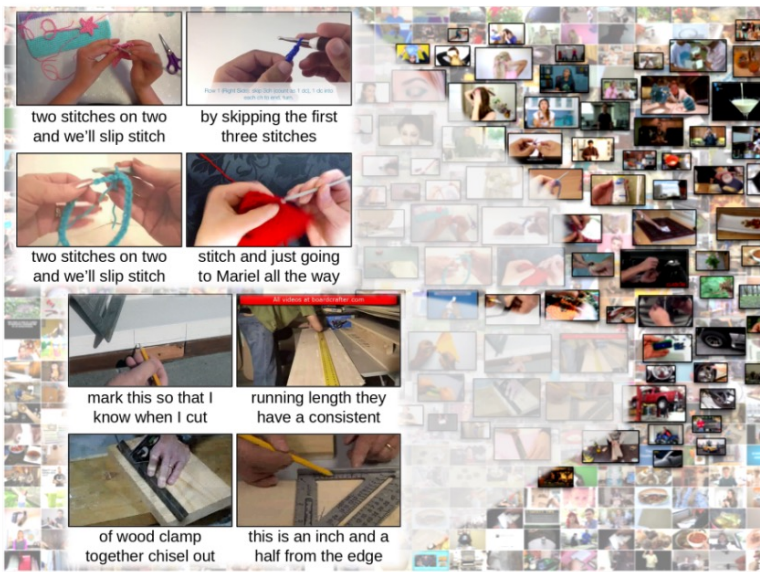 two stitches on two
and we'll slip stitch
by skipping the first
three stitches
two stitches on two
and we'll slip stitch
stitch and just going
to Mariel all the way
All videos at boardcrafter.com
mark this so that I
know when I cut
running length they
have a consistent
of wood clamp
together chisel out
this is an inch and a
half from the edge